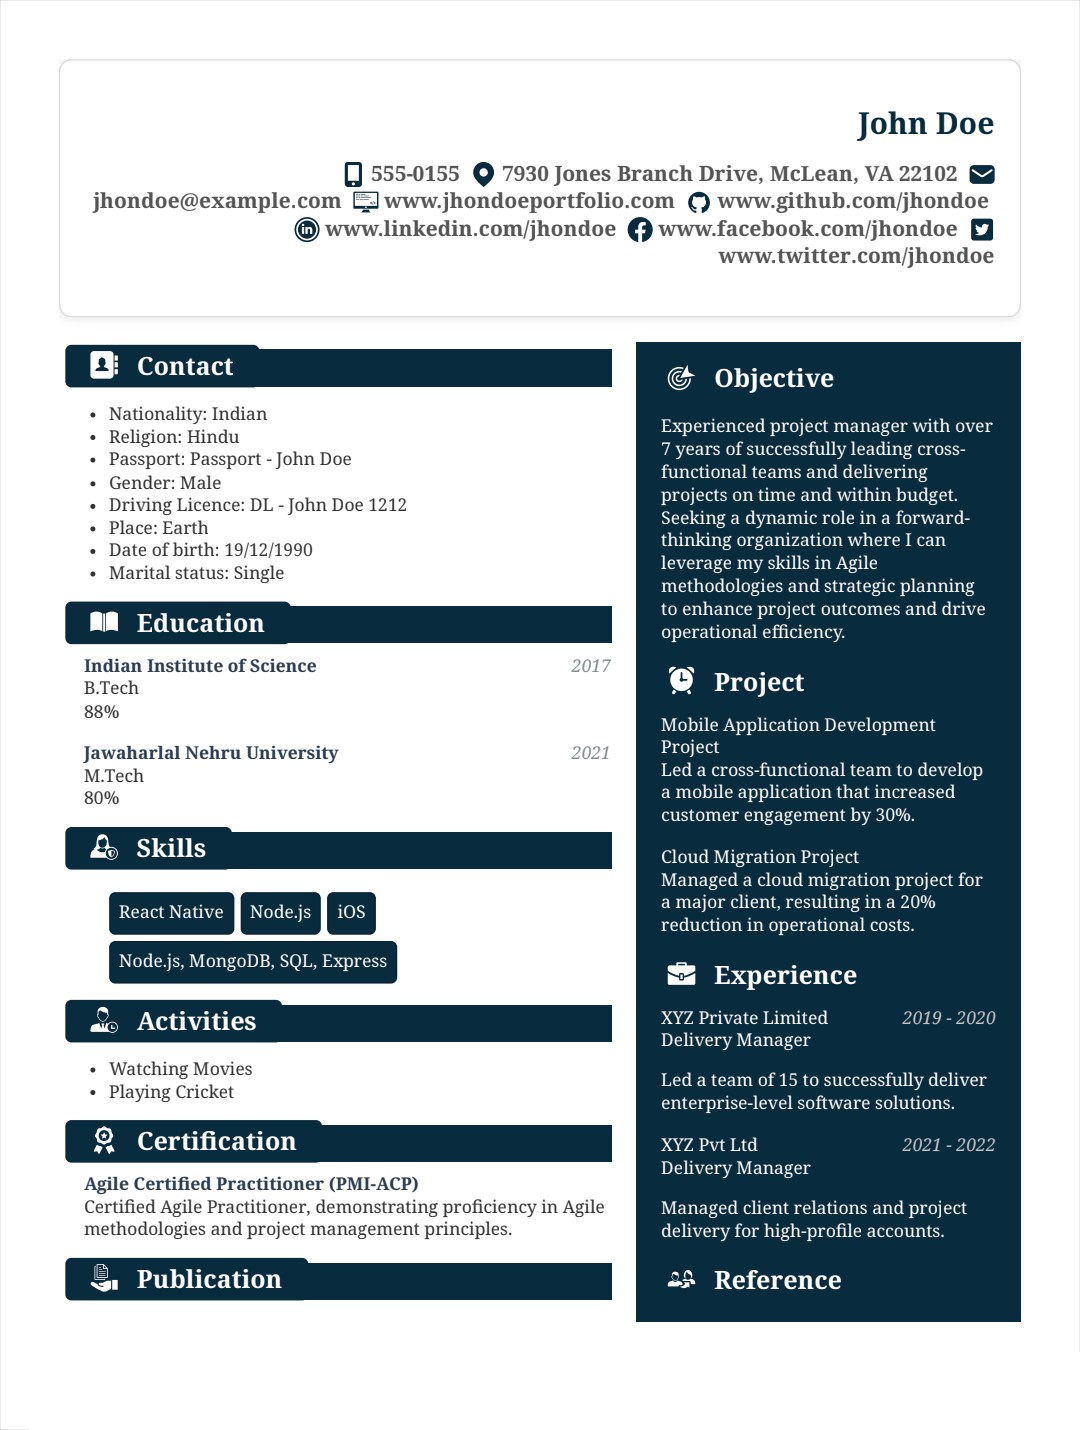 John Doe
555-0155 7930 Jones Branch Drive, McLean, VA 22102
jhondoe@example.com www.jhondoeportfolio.com www.github.com/jhondoe
www.linkedin.com/jhondoe www.facebook.com/jhondoe
www.twitter.com/jhondoe
Contact
• Nationality: Indian
• Religion: Hindu
• Passport: Passport - John Doe
• Gender: Male
• Driving Licence: DL - John Doe 1212
• Place: Earth
• Date of birth: 19/12/1990
• Marital status: Single
Education
Indian Institute of Science 2017
B.Tech
88%
Jawaharlal Nehru University 2021
M.Tech
80%
Skills
React Native Node.js iOS
Node.js, MongoDB, SQL, Express
Activities
• Watching Movies
• Playing Cricket
Certification
Agile Certified Practitioner (PMI-ACP)
Certified Agile Practitioner, demonstrating proficiency in Agile
methodologies and project management principles.
Publication
Objective
Experienced project manager with over
7 years of successfully leading cross-
functional teams and delivering
projects on time and within budget.
Seeking a dynamic role in a forward-
thinking organization where I can
leverage my skills in Agile
methodologies and strategic planning
to enhance project outcomes and drive
operational efficiency.
Project
Mobile Application Development
Project
Led a cross-functional team to develop
a mobile application that increased
customer engagement by 30%.
Cloud Migration Project
Managed a cloud migration project for
a major client, resulting in a 20%
reduction in operational costs.
Experience
XYZ Private Limited 2019 - 2020
Delivery Manager
Led a team of 15 to successfully deliver
enterprise-level software solutions.
XYZ Pvt Ltd 2021 - 2022
Delivery Manager
Managed client relations and project
delivery for high-profile accounts.
Reference